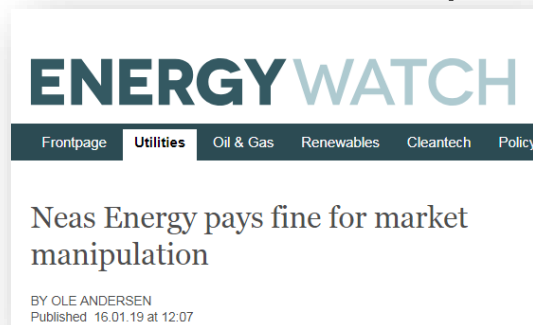 ENERGYWATCH
Frontpage Utilities Oil & Gas Renewables Cleantech Policy
Neas Energy pays fine for market
manipulation
BY OLE ANDERSEN
Published 16.01.19 at 12:07